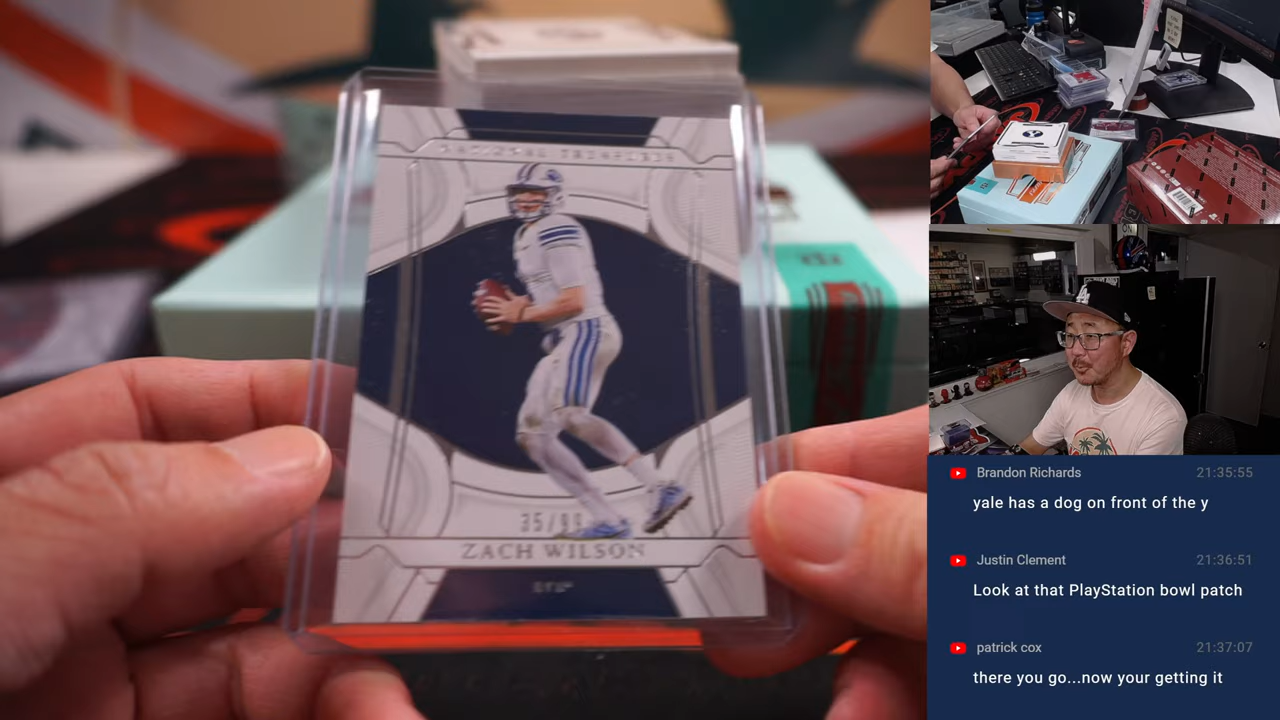 NATIONAL TREASURES
35/99
ZACH WILSON
BYU
Brandon Richards 21:35:55
yale has a dog on front of the y
Justin Clement 21:36:51
Look at that PlayStation bowl patch
patrick cox 21:37:07
there you go...now your getting it